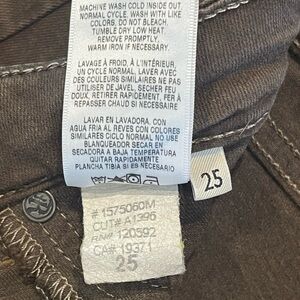 MACHINE WASH COLD INSIDE OUT
NORMAL CYCLE. WASH WITH LIKE
COLORS. DO NOT BLEACH.
TUMBLE DRY LOW HEAT.
REMOVE PROMPTLY.
WARM IRON IF NECESSARY.
LAVAGE À FROID, À L'INTÉRIEUR,
UN CYCLE NORMAL. LAVER AVEC
DES COULEURS SIMILAIRES NE PAS
UTILISER DE JAVEL, SÉCHER FEU
DOUX. RETIRER RAPIDEMENT. FER À
REPASSER CHAUD SI NÉCESSAIRE
LAVAR EN LAVADORA. CON
AGUA FRIA AL REVES CON COLORES
SIMILARES CICLO NORMAL NO USE
BLANQUEADOR SECAR EN
SECADORA A BAJA TEMPERATURA
QUITAR RAPIDAMENTE
PLANCHA TIBIA SI ES NECESARIO
25
# 1575060M
CUT# A1396
RN# 120392
CA# 19371
25